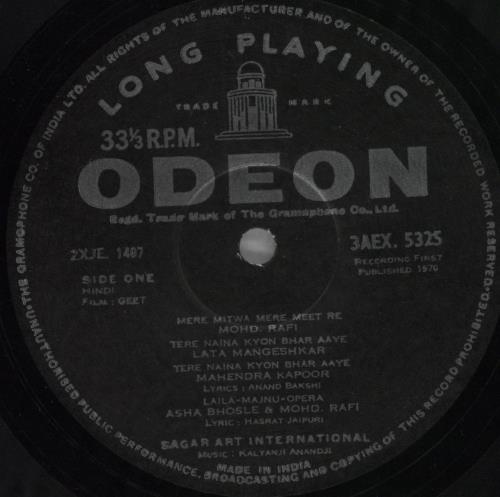 UNAUTHORISED PUBLIC PERFORMANCE, BROADCASTING AND COPYING OF THIS RECORD PROHIBITED.
THE GRAMOPHONE CO. OF INDIA LTD. ALL RIGHTS OF THE MANUFACTURER AND OF THE OWNER OF THE RECORDED WORK RESERVED.
LONG PLAYING
TRADE MARK
33⅓ R.P.M.
ODEON
Regd. Trade Mark of The Gramophone Co., Ltd.
2XJE. 1407
3AEX. 5325
SIDE ONE
RECORDING FIRST
PUBLISHED 1970
HINDI
FILM : GEET
MERE MITWA MERE MEET RE
MOHD. RAFI
TERE NAINA KYON BHAR AAYE
LATA MANGESHKAR
TERE NAINA KYON BHAR AAYE
MAHENDRA KAPOOR
LYRICS : ANAND BAKSHI
LAILA-MAJNU-OPERA
ASHA BHOSLE & MOHD. RAFI
LYRIC : HASRAT JAIPURI
SAGAR ART INTERNATIONAL
MUSIC : KALYANJI ANANDJI
MADE IN INDIA